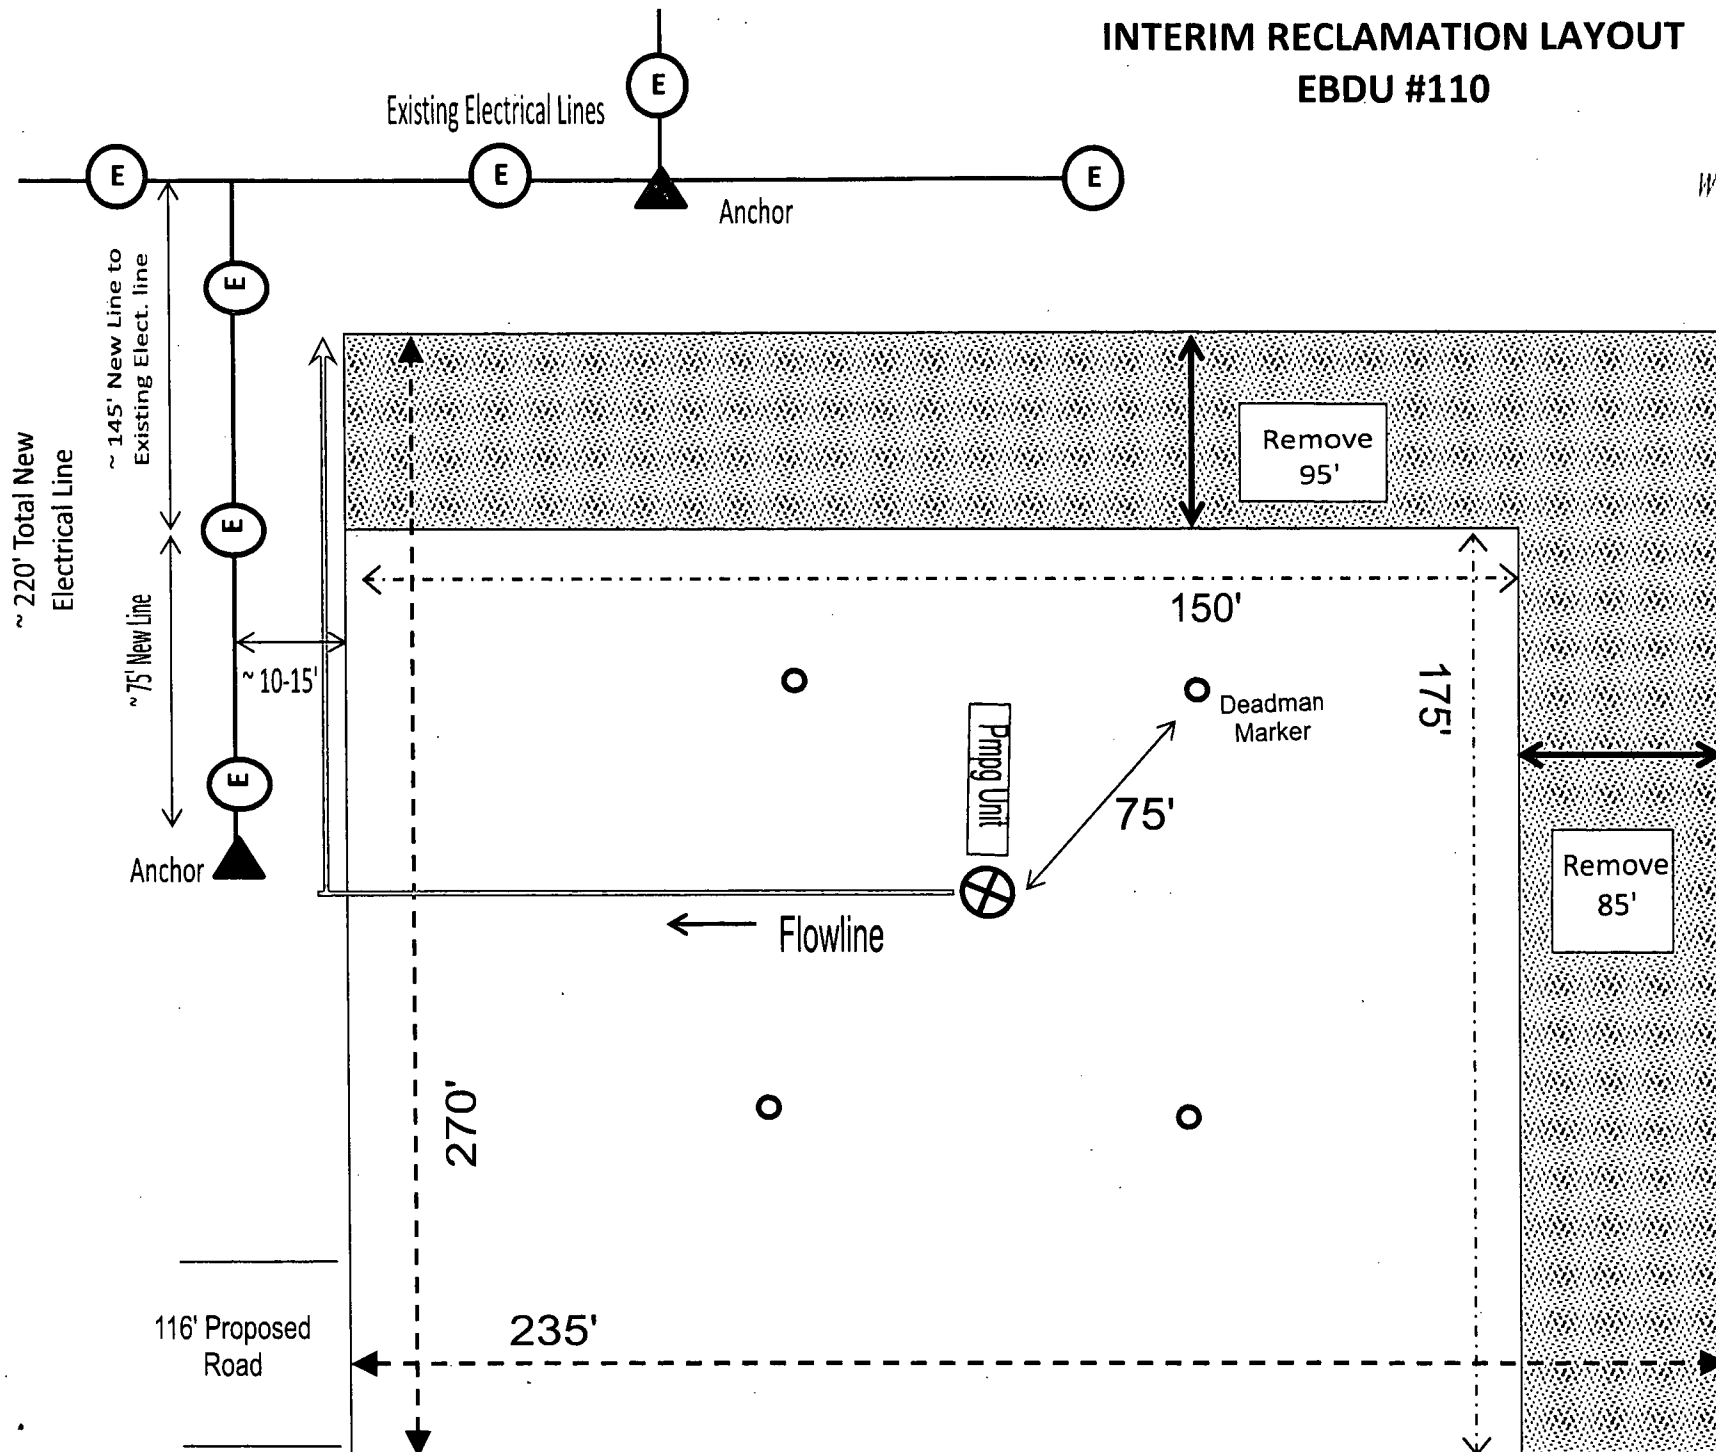 INTERIM RECLAMATION LAYOUT
EBDU #110
E
Existing Electrical Lines
E
E
E
Anchor
W
~ 145' New Line to
Existing Elect. line
E
~ 220' Total New
Electrical Line
Remove
95'
E
150'
~75' New Line
~ 10-15'
175'
Deadman
Marker
Pmpg Unit
E
75'
Anchor
Remove
85'
Flowline
270'
116' Proposed
Road
235'